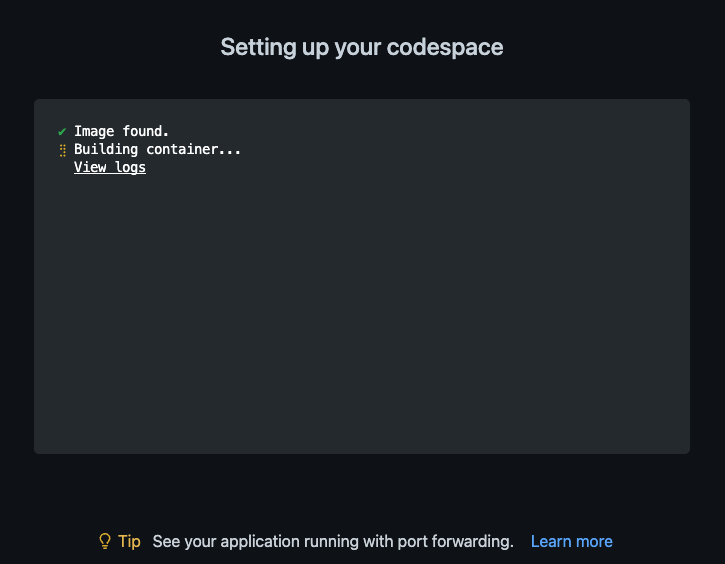 Setting up your codespace
✔ Image found.
Building container...
View logs
Tip See your application running with port forwarding. Learn more